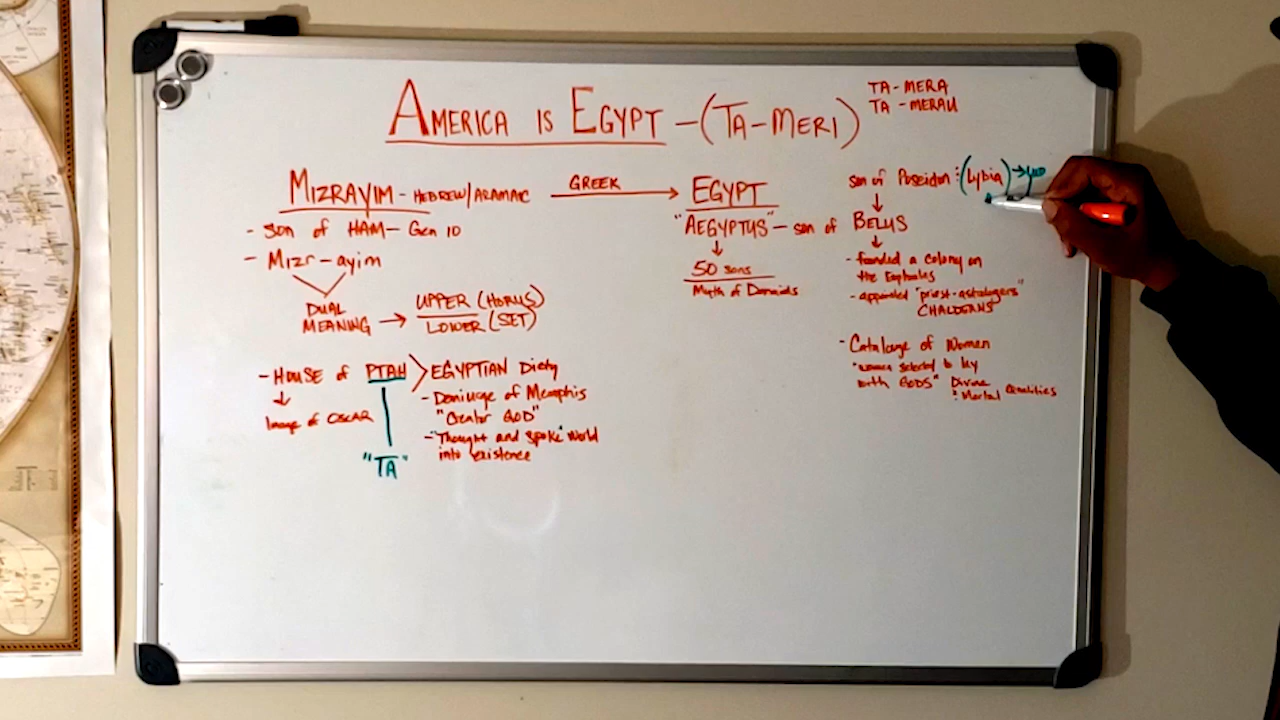 AMERICA IS EGYPT - (TA-MERI)
TA-MERA
TA-MERAU
MIZRAYIM - HEBREW/ARAMAIC
GREEK
EGYPT
- son of HAM - Gen 10
- Mizr - ayim
DUAL
MEANING
UPPER (HORUS)
LOWER (SET)
- HOUSE of PTAH
Image of OSCAR
"TA"
EGYPTIAN Diety
- Demiurge of Memphis
"Creator GOD"
- "Thought and spoke" World
into existence
"AEGYPTUS" - son of BELUS
50 sons
Myth of Danaids
son of Poseidon : (Lybia)
- founded a colony on
the
- appointed "priest-astrologers"
CHALDEANS
- Cataloge of Women
"women selected to lay
with GODS" Divine
: Mortal Qualities